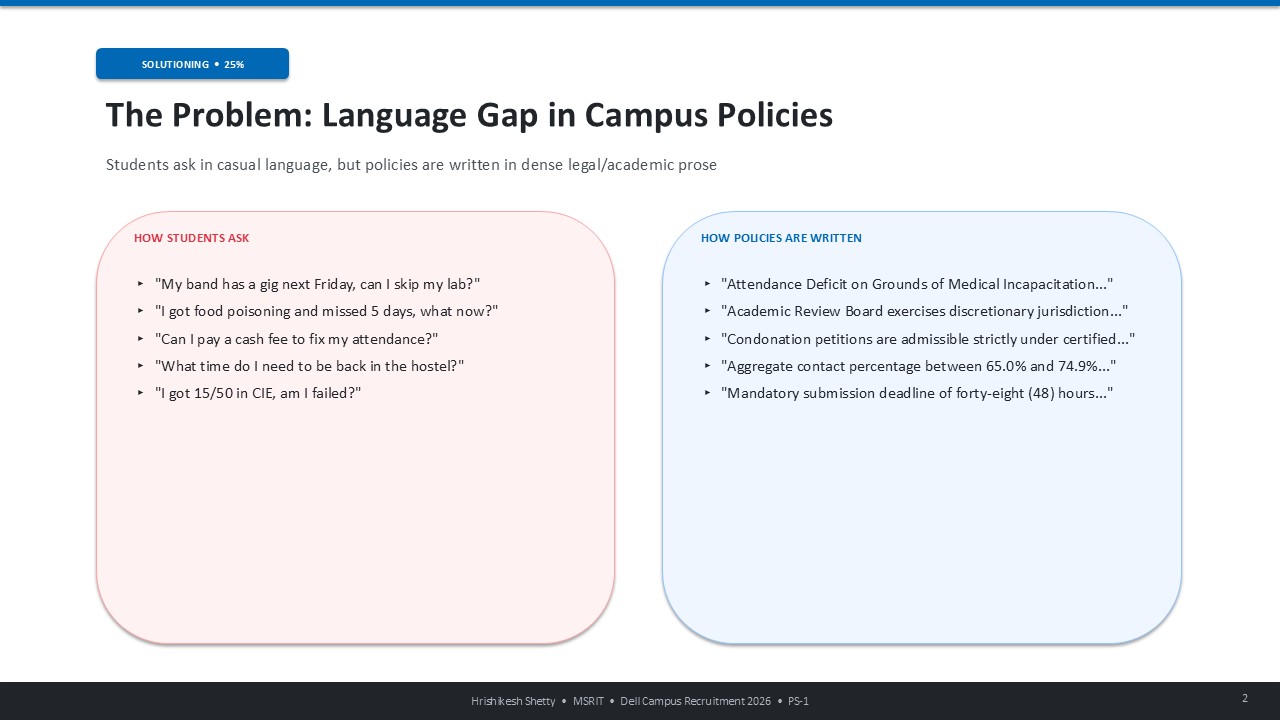 SOLUTIONING • 25%
The Problem: Language Gap in Campus Policies
Students ask in casual language, but policies are written in dense legal/academic prose
HOW STUDENTS ASK
‣ "My band has a gig next Friday, can I skip my lab?"
‣ "I got food poisoning and missed 5 days, what now?"
‣ "Can I pay a cash fee to fix my attendance?"
‣ "What time do I need to be back in the hostel?"
‣ "I got 15/50 in CIE, am I failed?"
HOW POLICIES ARE WRITTEN
‣ "Attendance Deficit on Grounds of Medical Incapacitation..."
‣ "Academic Review Board exercises discretionary jurisdiction..."
‣ "Condonation petitions are admissible strictly under certified..."
‣ "Aggregate contact percentage between 65.0% and 74.9%..."
‣ "Mandatory submission deadline of forty-eight (48) hours..."
Hrishikesh Shetty • MSRIT • Dell Campus Recruitment 2026 • PS-1
2